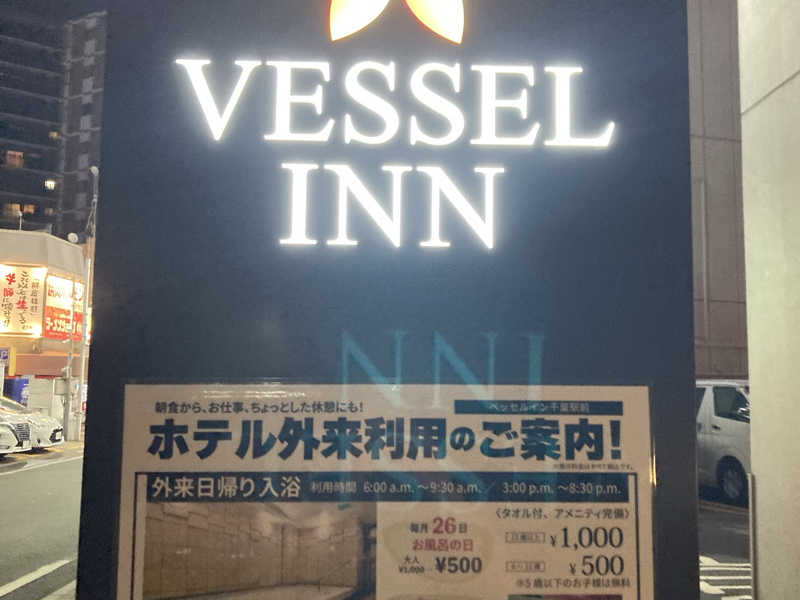 VESSEL
INN
朝食から、お仕事、ちょっとした休憩にも!
ベッセルイン千葉駅前
ホテル外来利用のご案内!
外来日帰り入浴 利用時間 6:00 a.m. ～9:30 a.m. ／ 3:00 p.m. ～8:30 p.m.
〈タオル付、アメニティ完備〉
毎月26日
お風呂の日
大人
¥1,000 ¥500
¥1,000
¥500
※5歳以下のお子様は無料